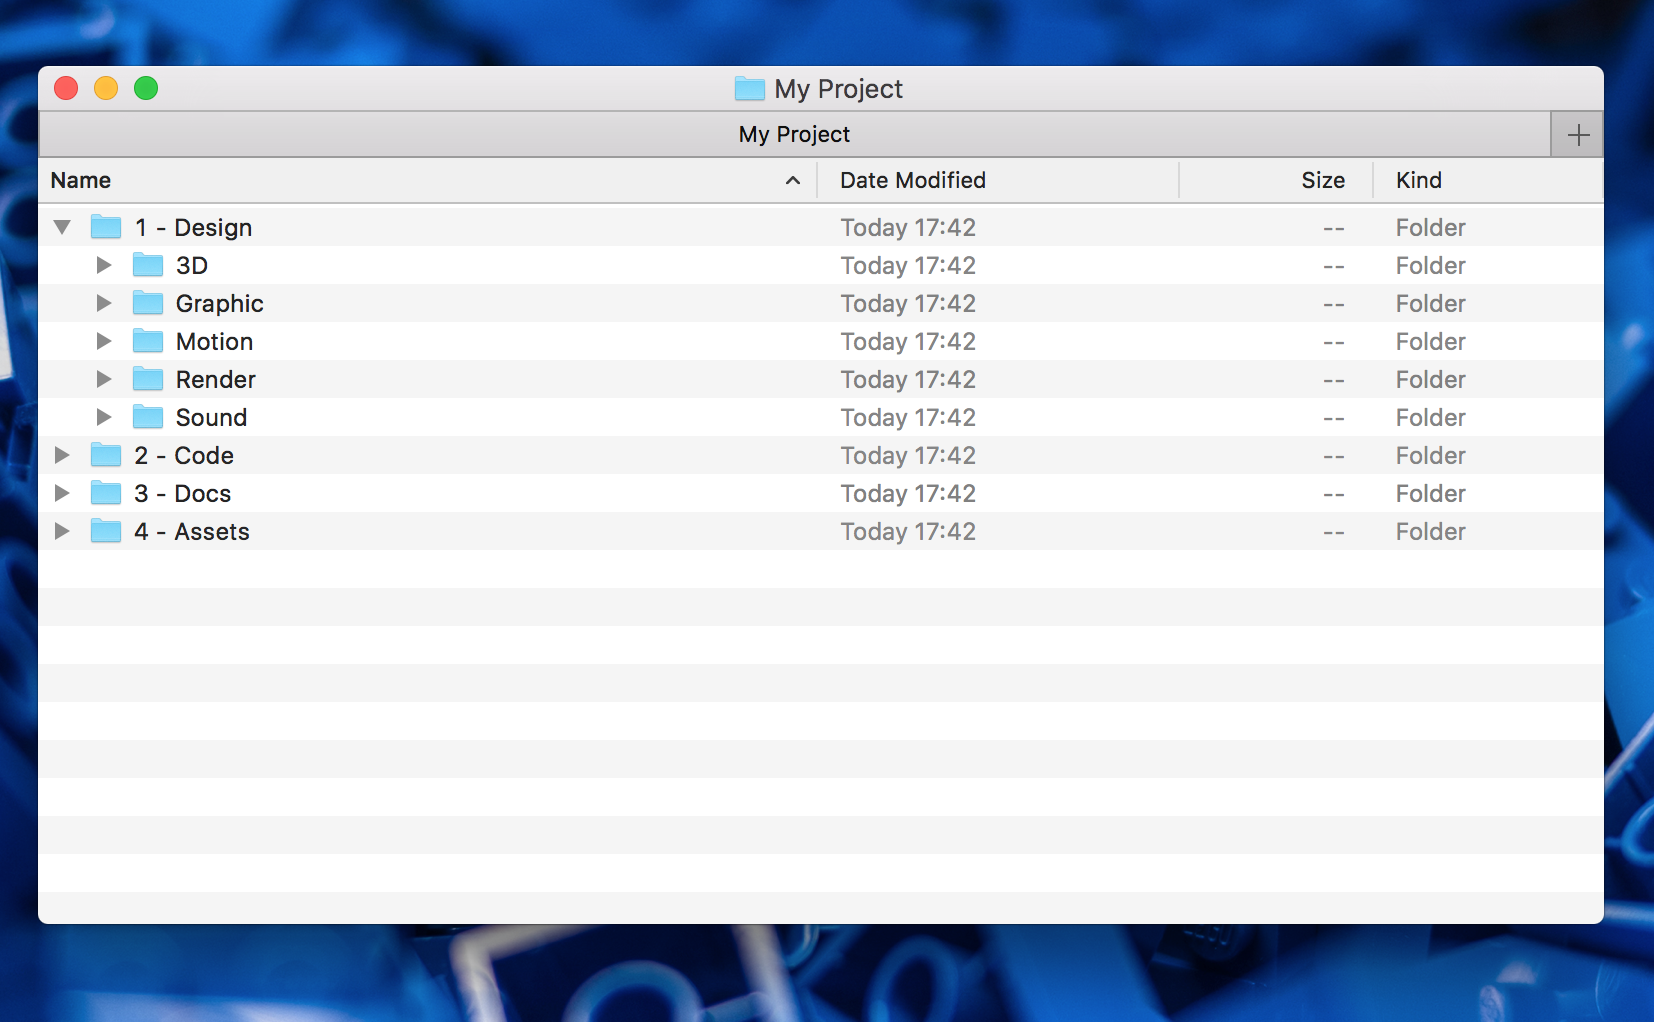 My Project
My Project
Name Date Modified Size Kind
1 - Design Today 17:42 -- Folder
3D Today 17:42 -- Folder
Graphic Today 17:42 -- Folder
Motion Today 17:42 -- Folder
Render Today 17:42 -- Folder
Sound Today 17:42 -- Folder
2 - Code Today 17:42 -- Folder
3 - Docs Today 17:42 -- Folder
4 - Assets Today 17:42 -- Folder